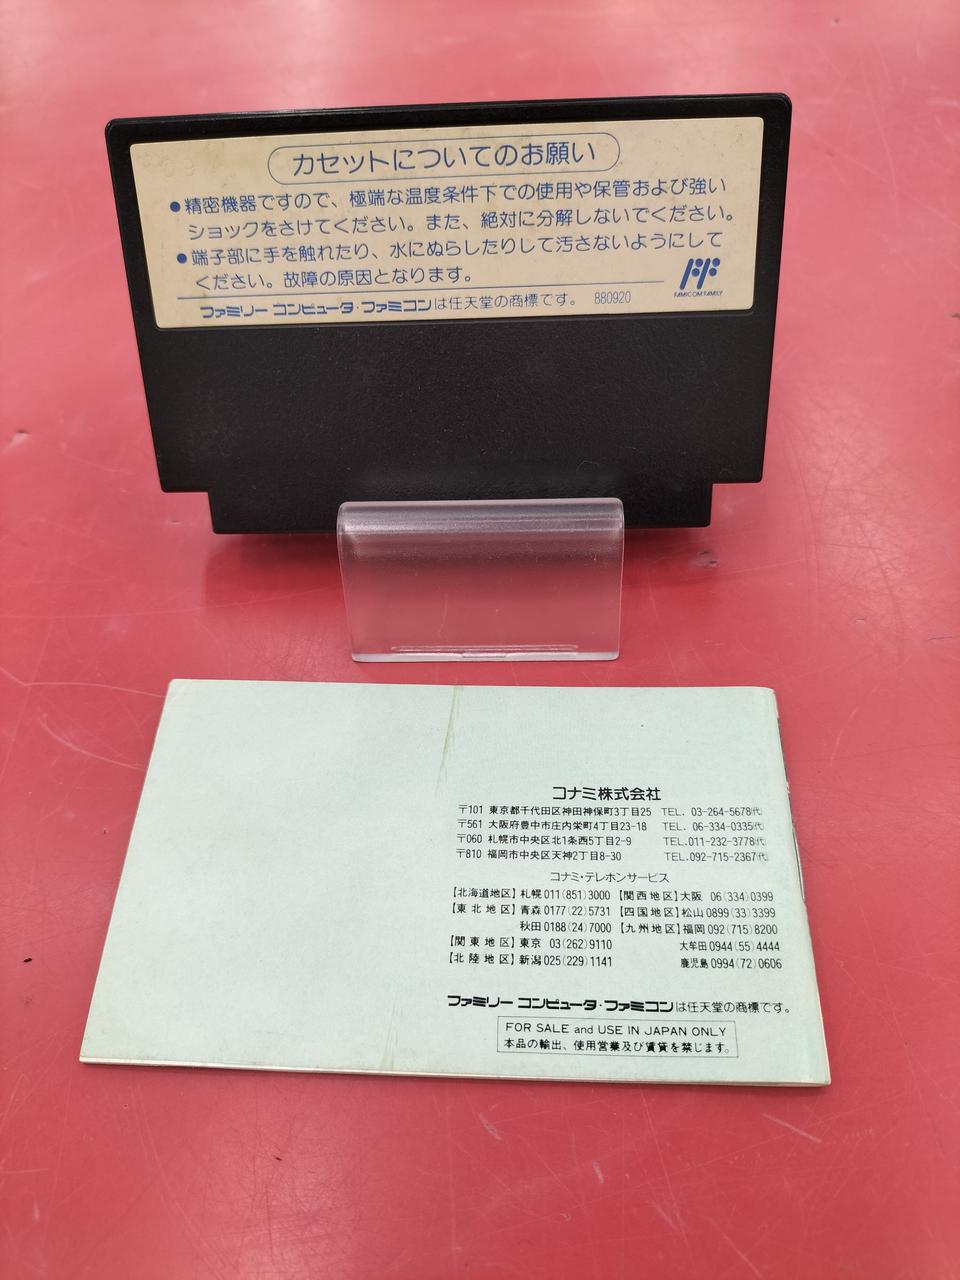 カセットについてのお願い
●精密機器ですので、極端な温度条件下での使用や保管および強い
ショックをさけてください。また、絶対に分解しないでください。
●端子部に手を触れたり、水にぬらしたりして汚さないようにして
ください。故障の原因となります。
FAMICOM FAMILY
ファミリー コンピュータ・ファミコンは任天堂の商標です。 880920
コナミ株式会社
〒101 東京都千代田区神田神保町3丁目25 TEL. 03-264-5678(代)
〒561 大阪府豊中市庄内栄町4丁目23-18 TEL. 06-334-0335(代)
〒060 札幌市中央区北1条西5丁目2-9 TEL.011-232-3778(代)
〒810 福岡市中央区天神2丁目8-30 TEL.092-715-2367(代)
コナミ・テレホンサービス
【北海道地区】札幌 011(851)3000 【関西地区】大阪 06(334)0399
【東北地区】青森 0177(22)5731 【四国地区】松山 0899(33)3399
秋田 0188(24)7000 【九州地区】福岡 092(715)8200
【関東地区】東京 03(262)9110 大牟田 0944(55)4444
【北陸地区】新潟 025(229)1141 鹿児島 0994(72)0606
ファミリー コンピュータ・ファミコンは任天堂の商標です。
FOR SALE and USE IN JAPAN ONLY
本品の輸出、使用営業及び賃貸を禁じます。